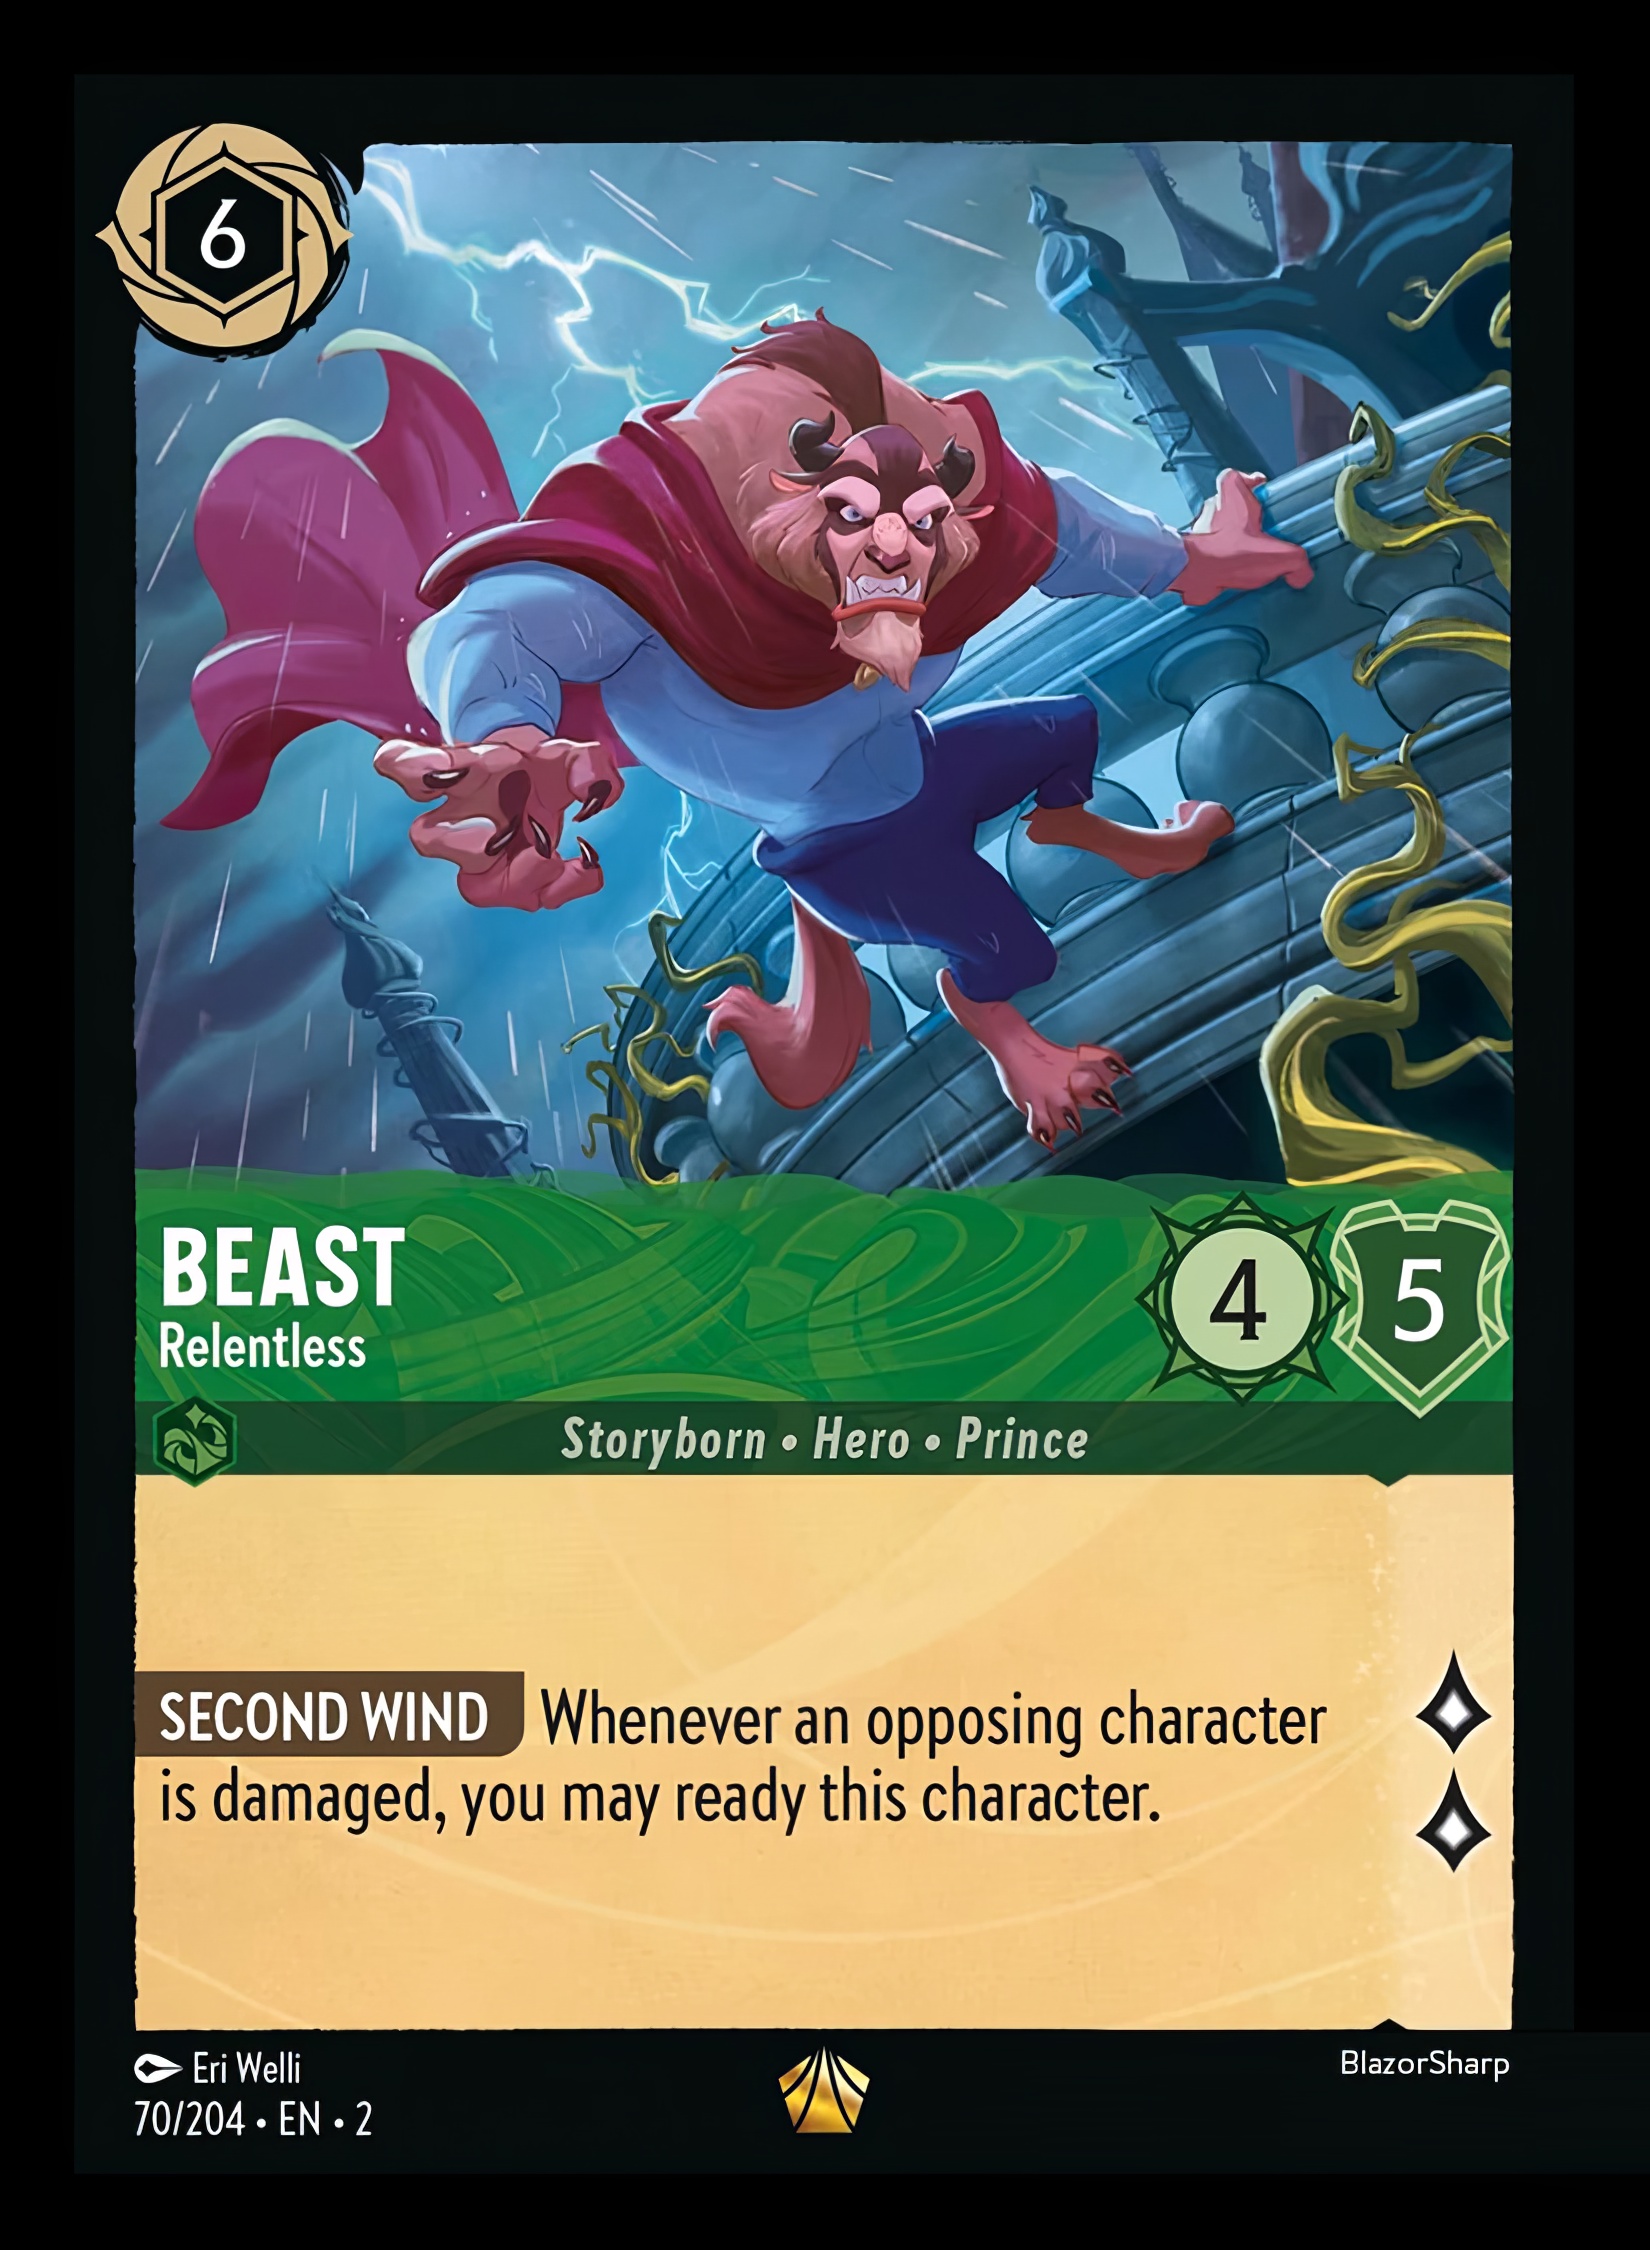 6
BEAST
Relentless
4
5
Storyborn • Hero • Prince
SECOND WIND Whenever an opposing character
is damaged, you may ready this character.
Eri Welli
70/204 • EN • 2
BlazorSharp